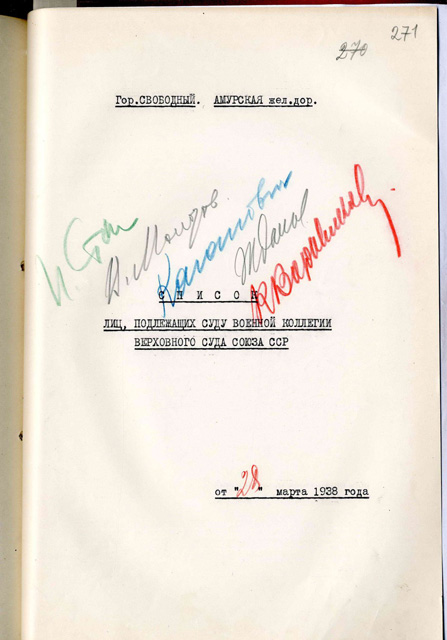 271
270
Гор.СВОБОДНЫЙ. АМУРСКАЯ жел.дор.
И. Ст
В. Молотов
Каганович
Жданов
К Ворошилов
С П И С О К
ЛИЦ, ПОДЛЕЖАЩИХ СУДУ ВОЕННОЙ КОЛЛЕГИИ
ВЕРХОВНОГО СУДА СОЮЗА ССР
от "28" марта 1938 года